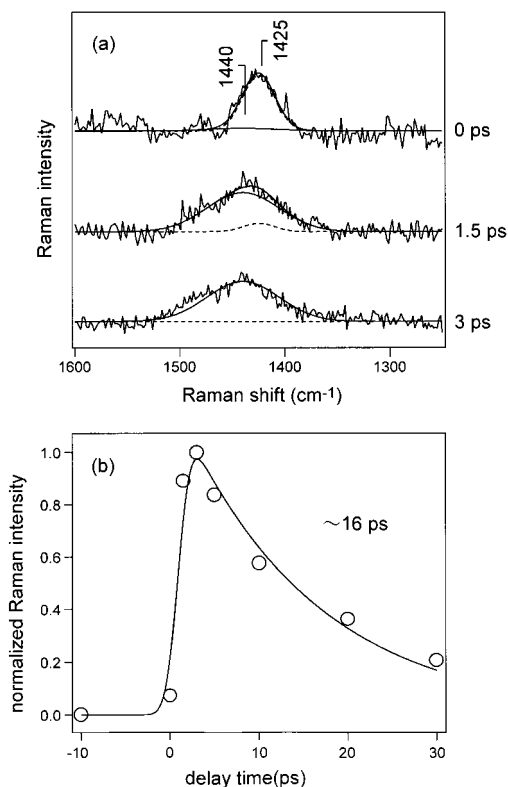 (a)
1440
1425
0 ps
1.5 ps
3 ps
Raman intensity
1600
1500
1400
1300
Raman shift (cm-1)
(b)
~16 ps
normalized Raman intensity
1.0
0.8
0.6
0.4
0.2
0.0
-10
0
10
20
30
delay time(ps)